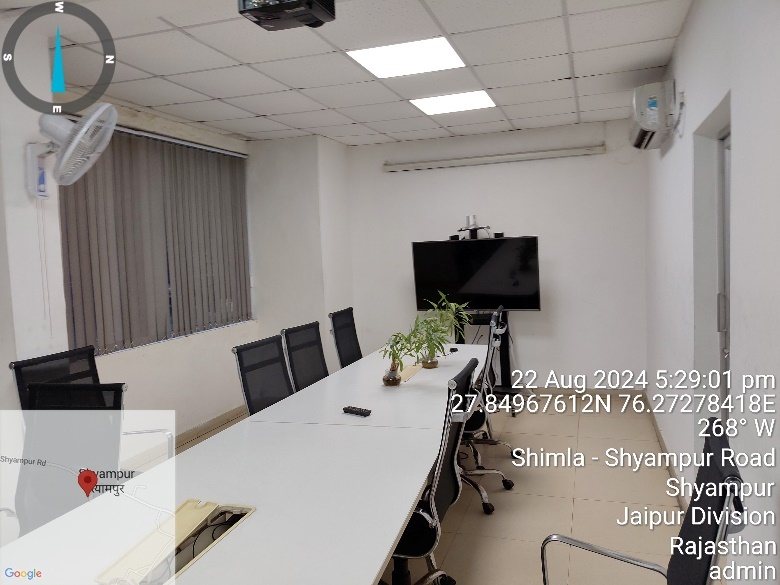 W
S
N
E
22 Aug 2024 5:29:01 pm
27.84967612N 76.27278418E
268° W
Shimla - Shyampur Road
Shyampur
Jaipur Division
Rajasthan
admin
Shyampur Rd
Shyampur
Google